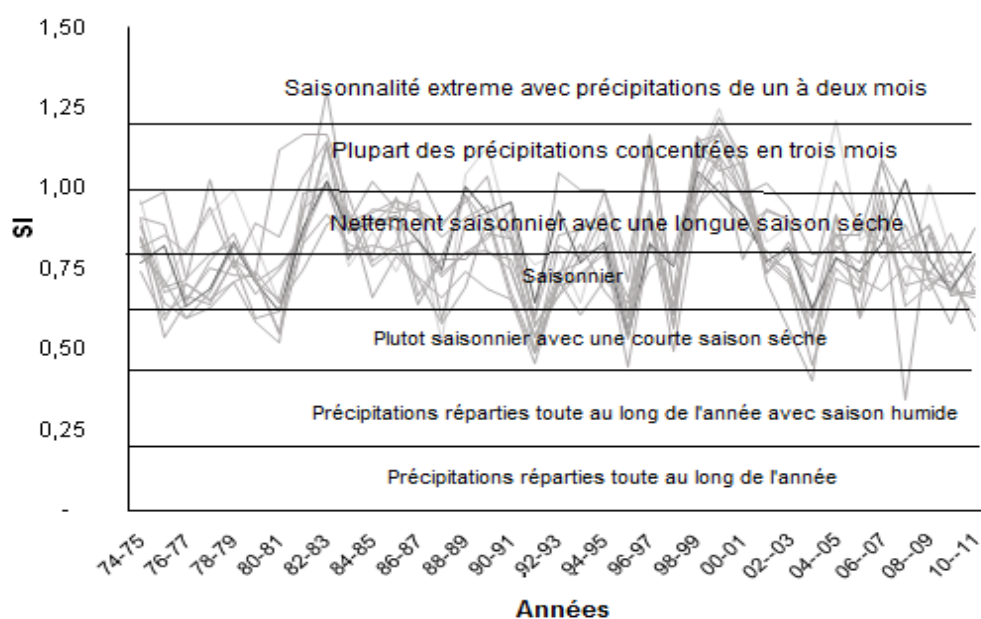 1,50
Saisonnalité extreme avec précipitations de un à deux mois
1,25
Plupart des précipitations concentrées en trois mois
1,00
Nettement saisonnier avec une longue saison séche
SI
0,75
Saisonnier
0,50
Plutot saisonnier avec une courte saison sêche
Précipitations réparties toute au long de l'année avec saison humide
0,25
Précipitations réparties toute au long de l'année
-
74-75
76-77
78-79
80-81
82-83
84-85
86-87
88-89
90-91
92-93
94-95
96-97
98-99
00-01
02--03
04--05
06--07
08--09
10--11
Années